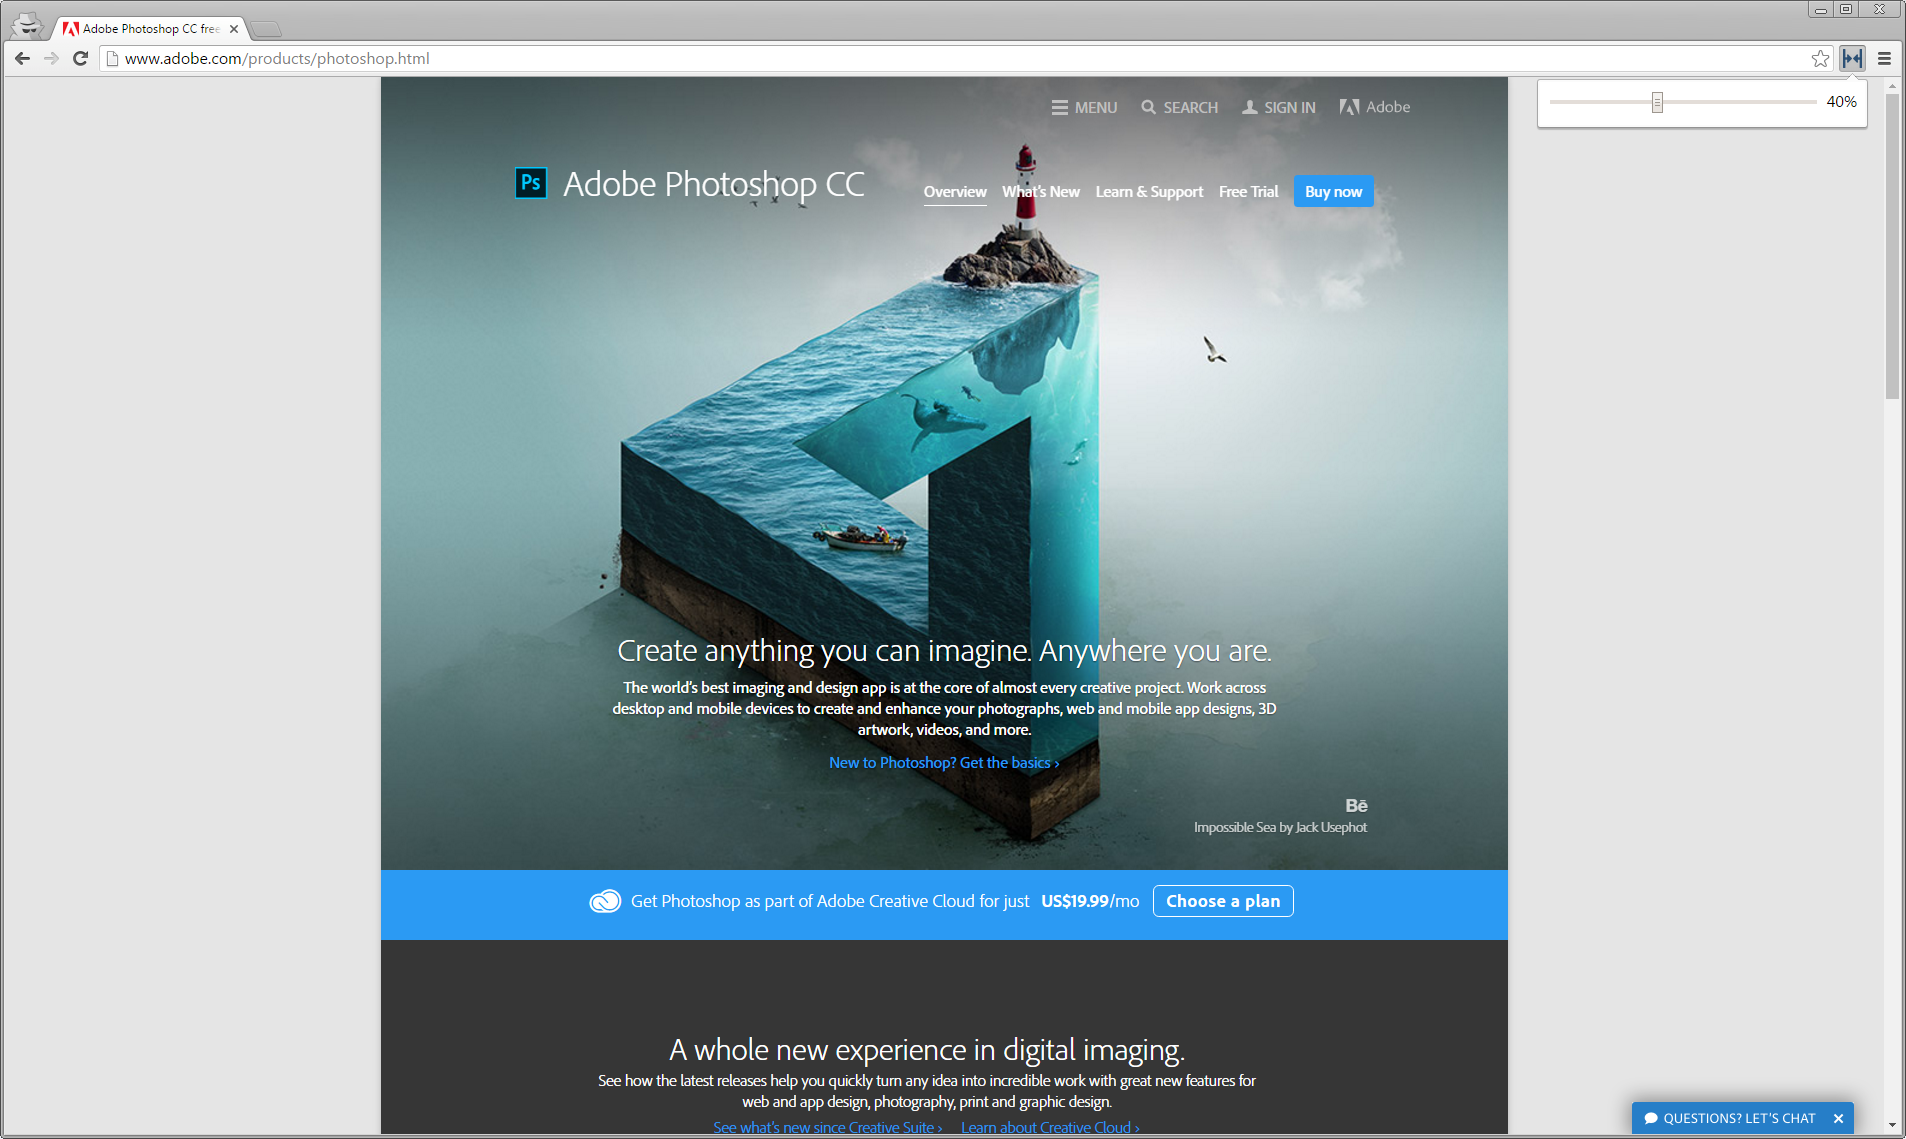 Adobe Photoshop CC free
www.adobe.com/products/photoshop.html
40%
MENU SEARCH SIGN IN Adobe
Ps Adobe Photoshop CC
Overview What's New Learn & Support Free Trial Buy now
Create anything you can imagine. Anywhere you are.
The world's best imaging and design app is at the core of almost every creative project. Work across
desktop and mobile devices to create and enhance your photographs, web and mobile app designs, 3D
artwork, videos, and more.
New to Photoshop? Get the basics ›
Bē
Impossible Sea by Jack Usephot
Get Photoshop as part of Adobe Creative Cloud for just US$19.99/mo Choose a plan
A whole new experience in digital imaging.
See how the latest releases help you quickly turn any idea into incredible work with great new features for
web and app design, photography, print and graphic design.
See what's new since Creative Suite › Learn about Creative Cloud ›
QUESTIONS? LET'S CHAT